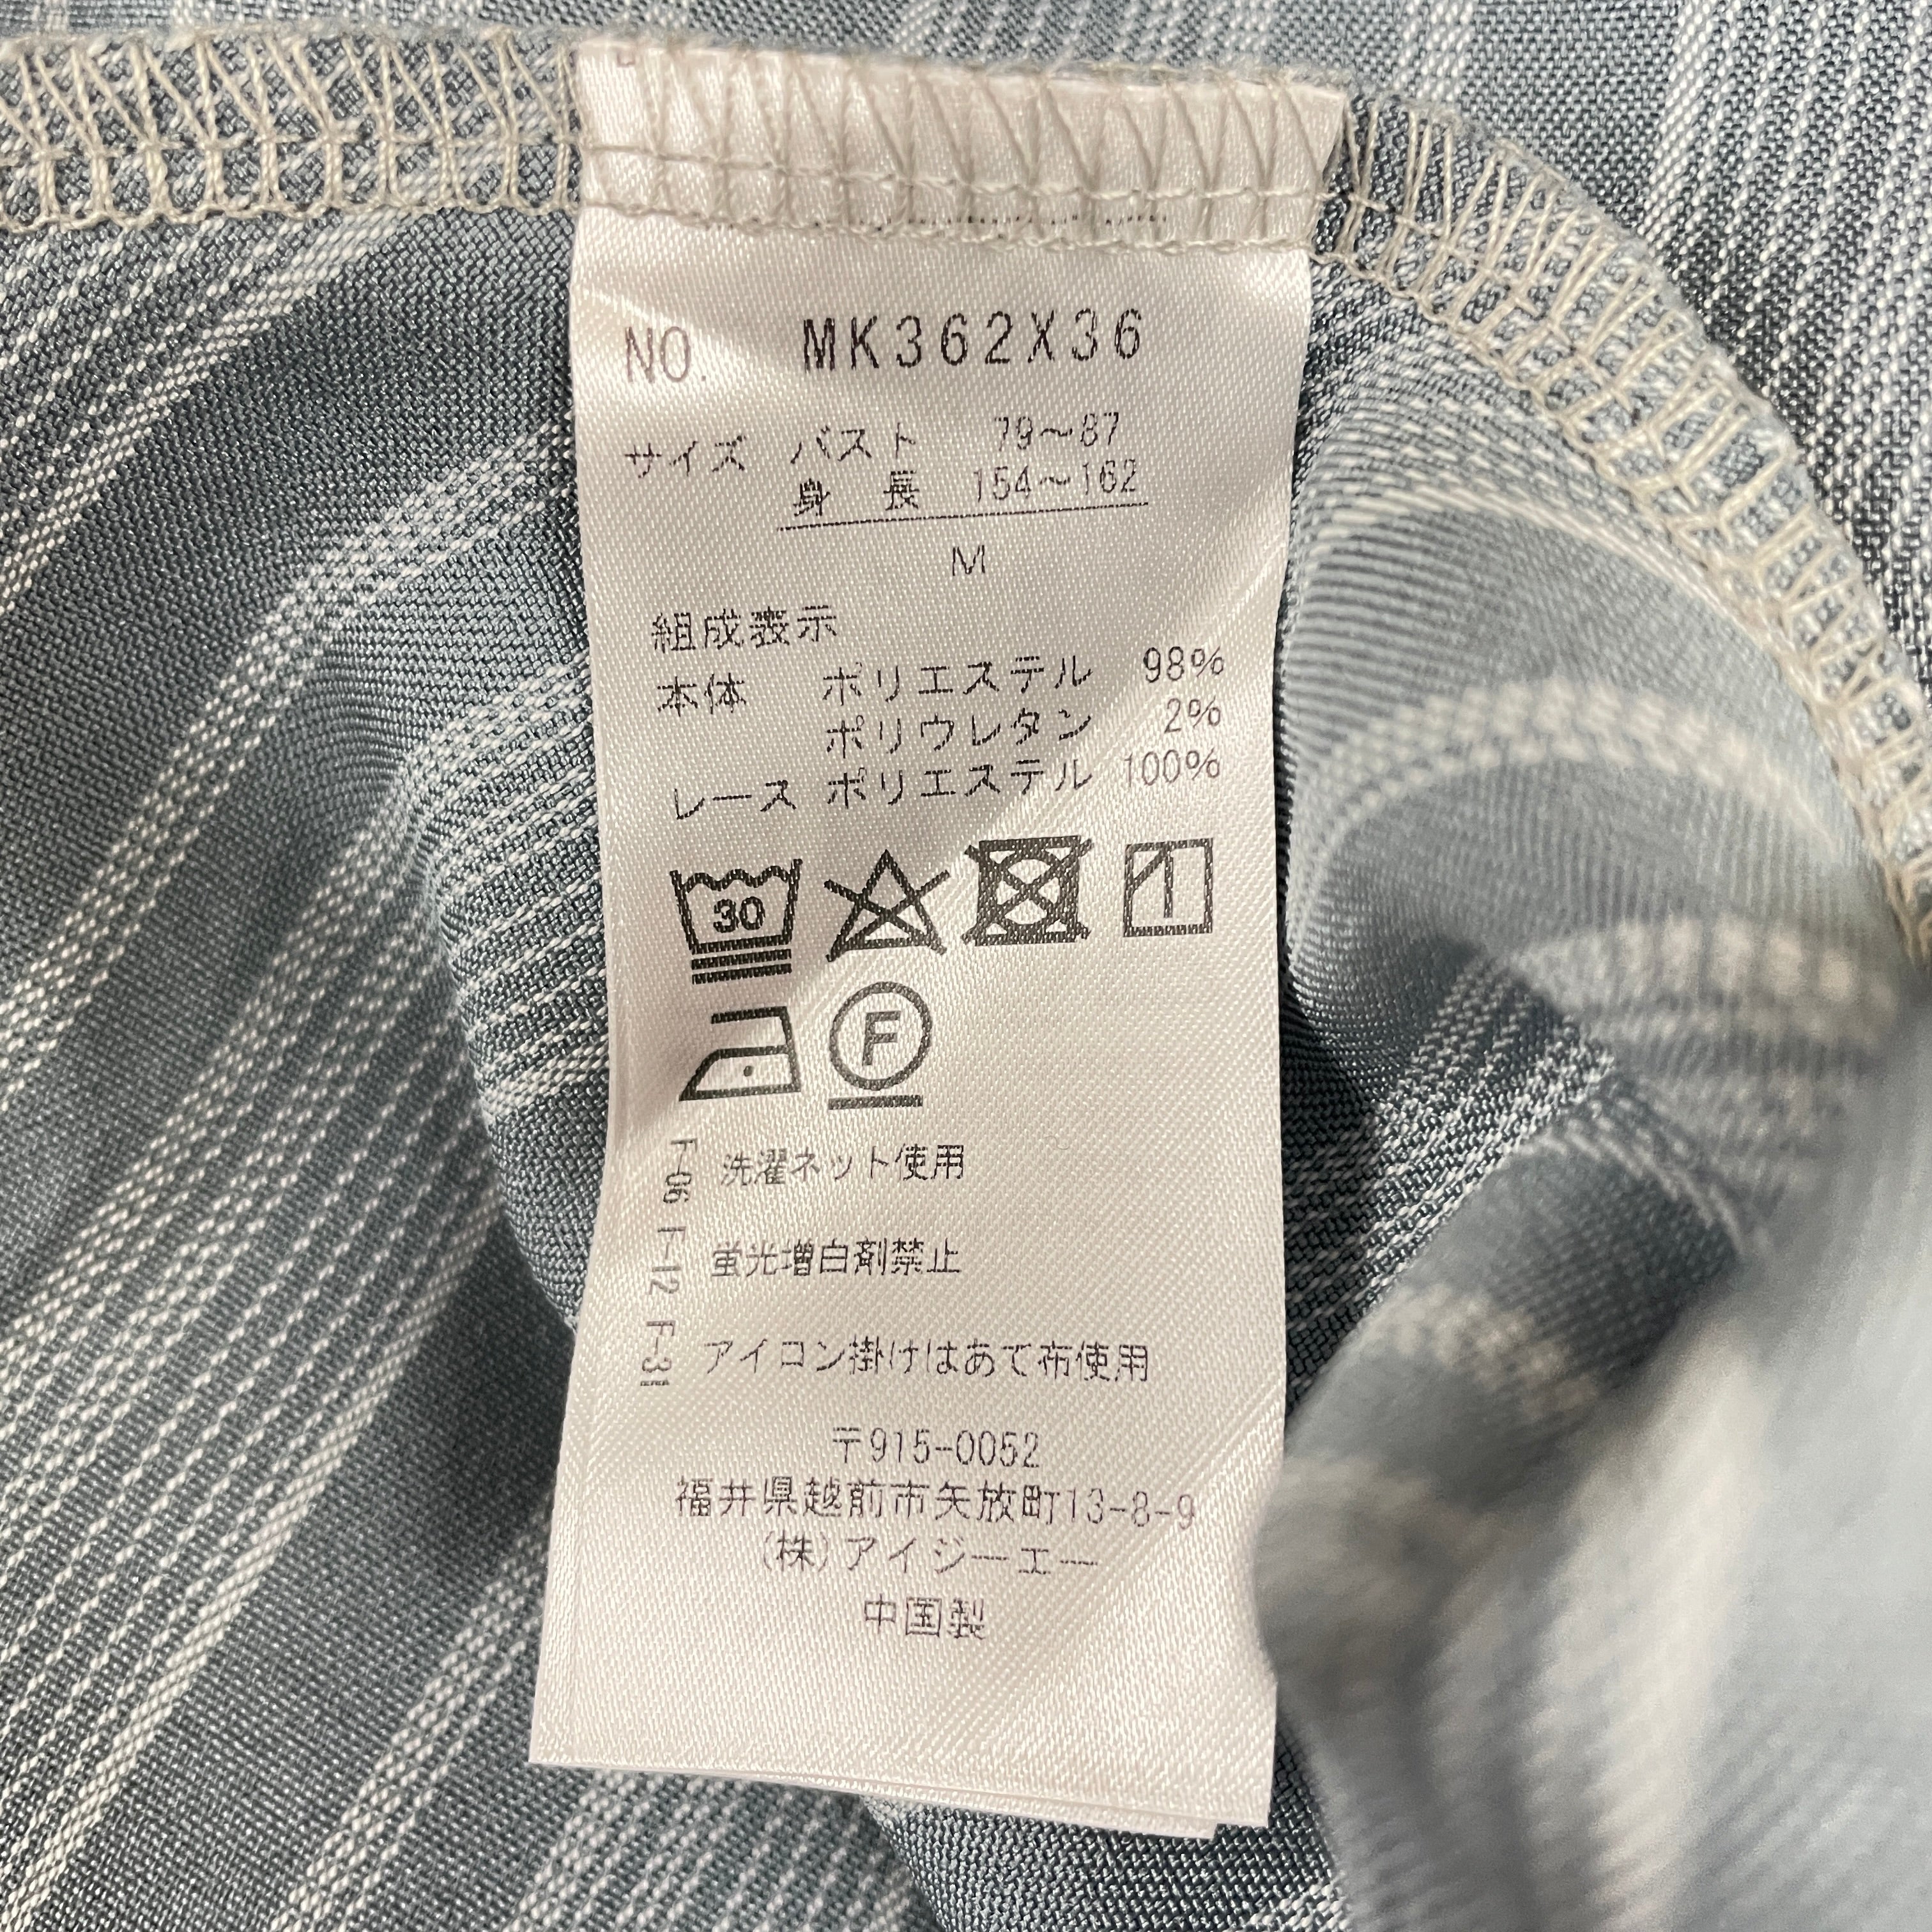 NO. MK362X36
サイズ バスト 79～87
身 長 154～162
M
組成表示
本体 ポリエステル 98%
ポリウレタン 2%
レース ポリエステル 100%
30
F
F-06 洗濯ネット使用
F-12 蛍光増白剤禁止
F-31 アイロン掛けはあて布使用
〒915-0052
福井県越前市矢放町13-8-9
(株)アイジーエー
中国製